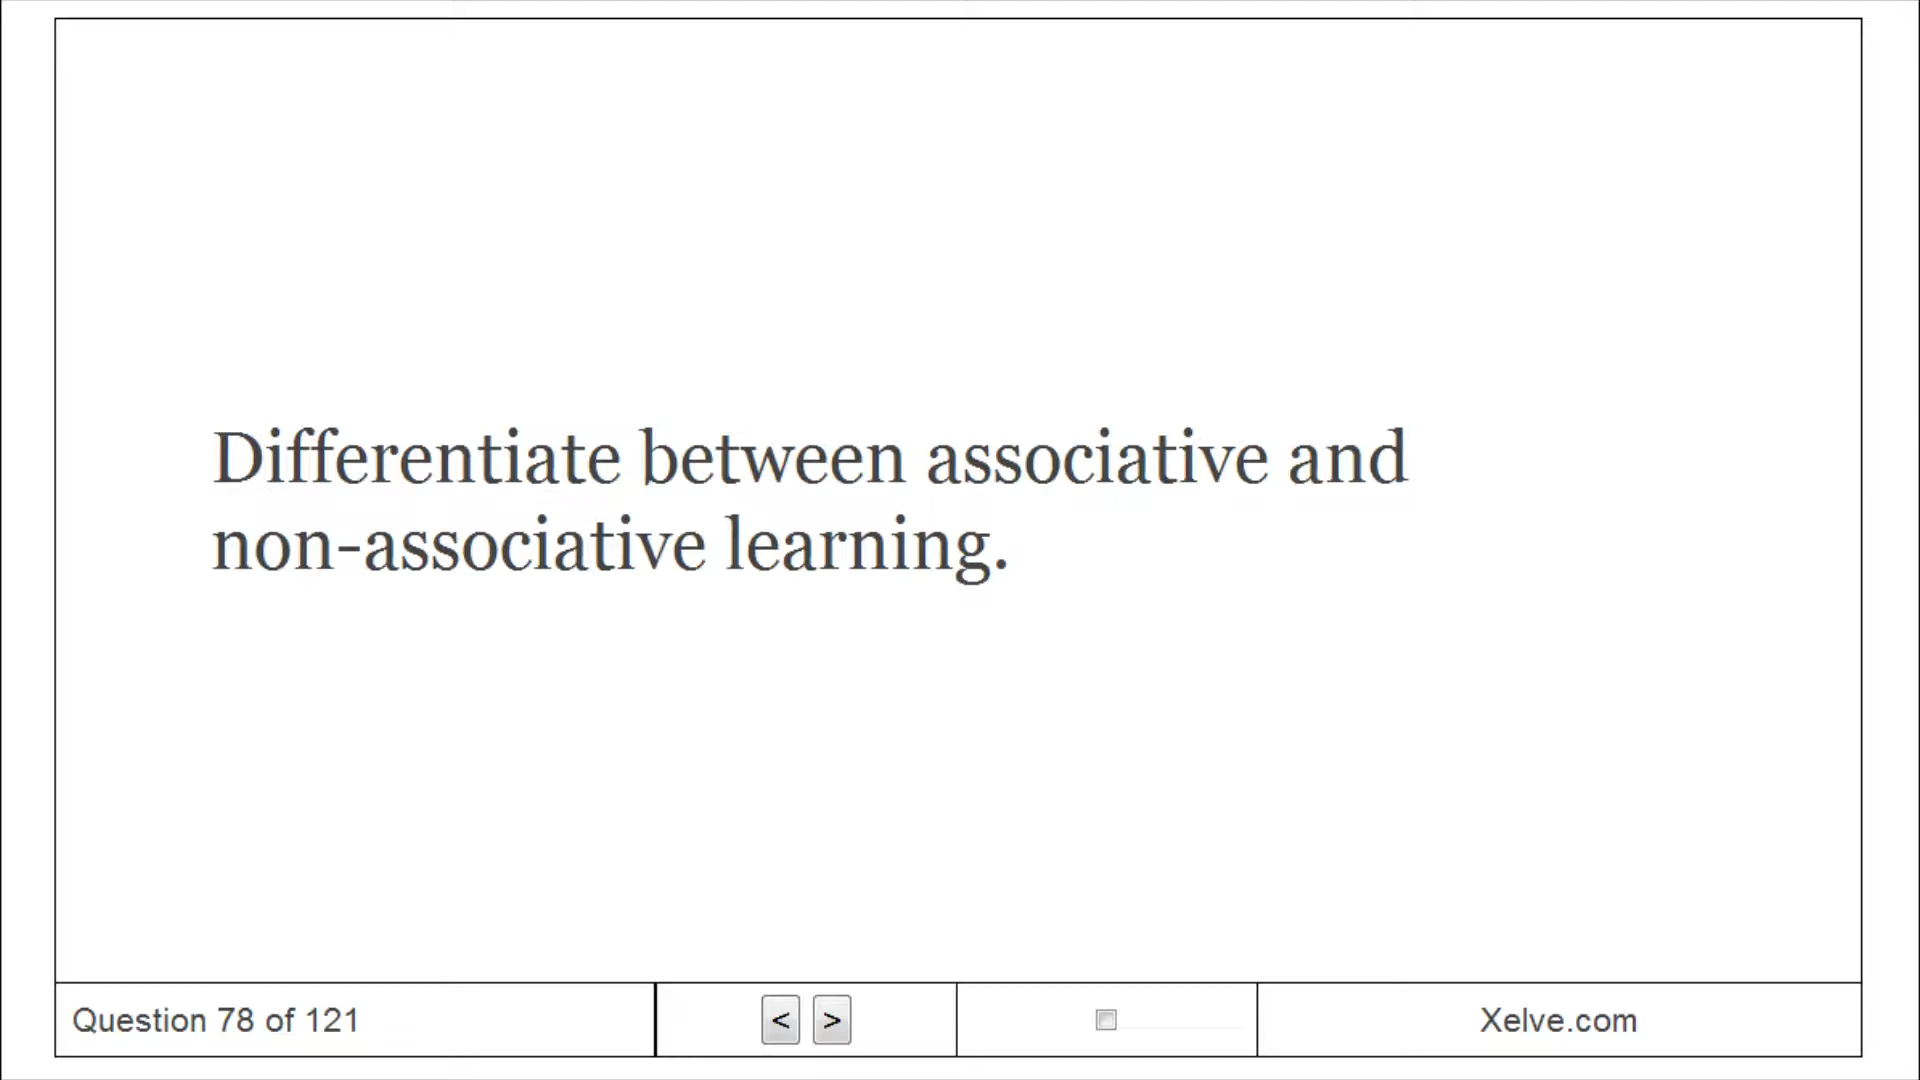 Differentiate between associative and
non-associative learning.
Question 78 of 121
< >
Xelve.com